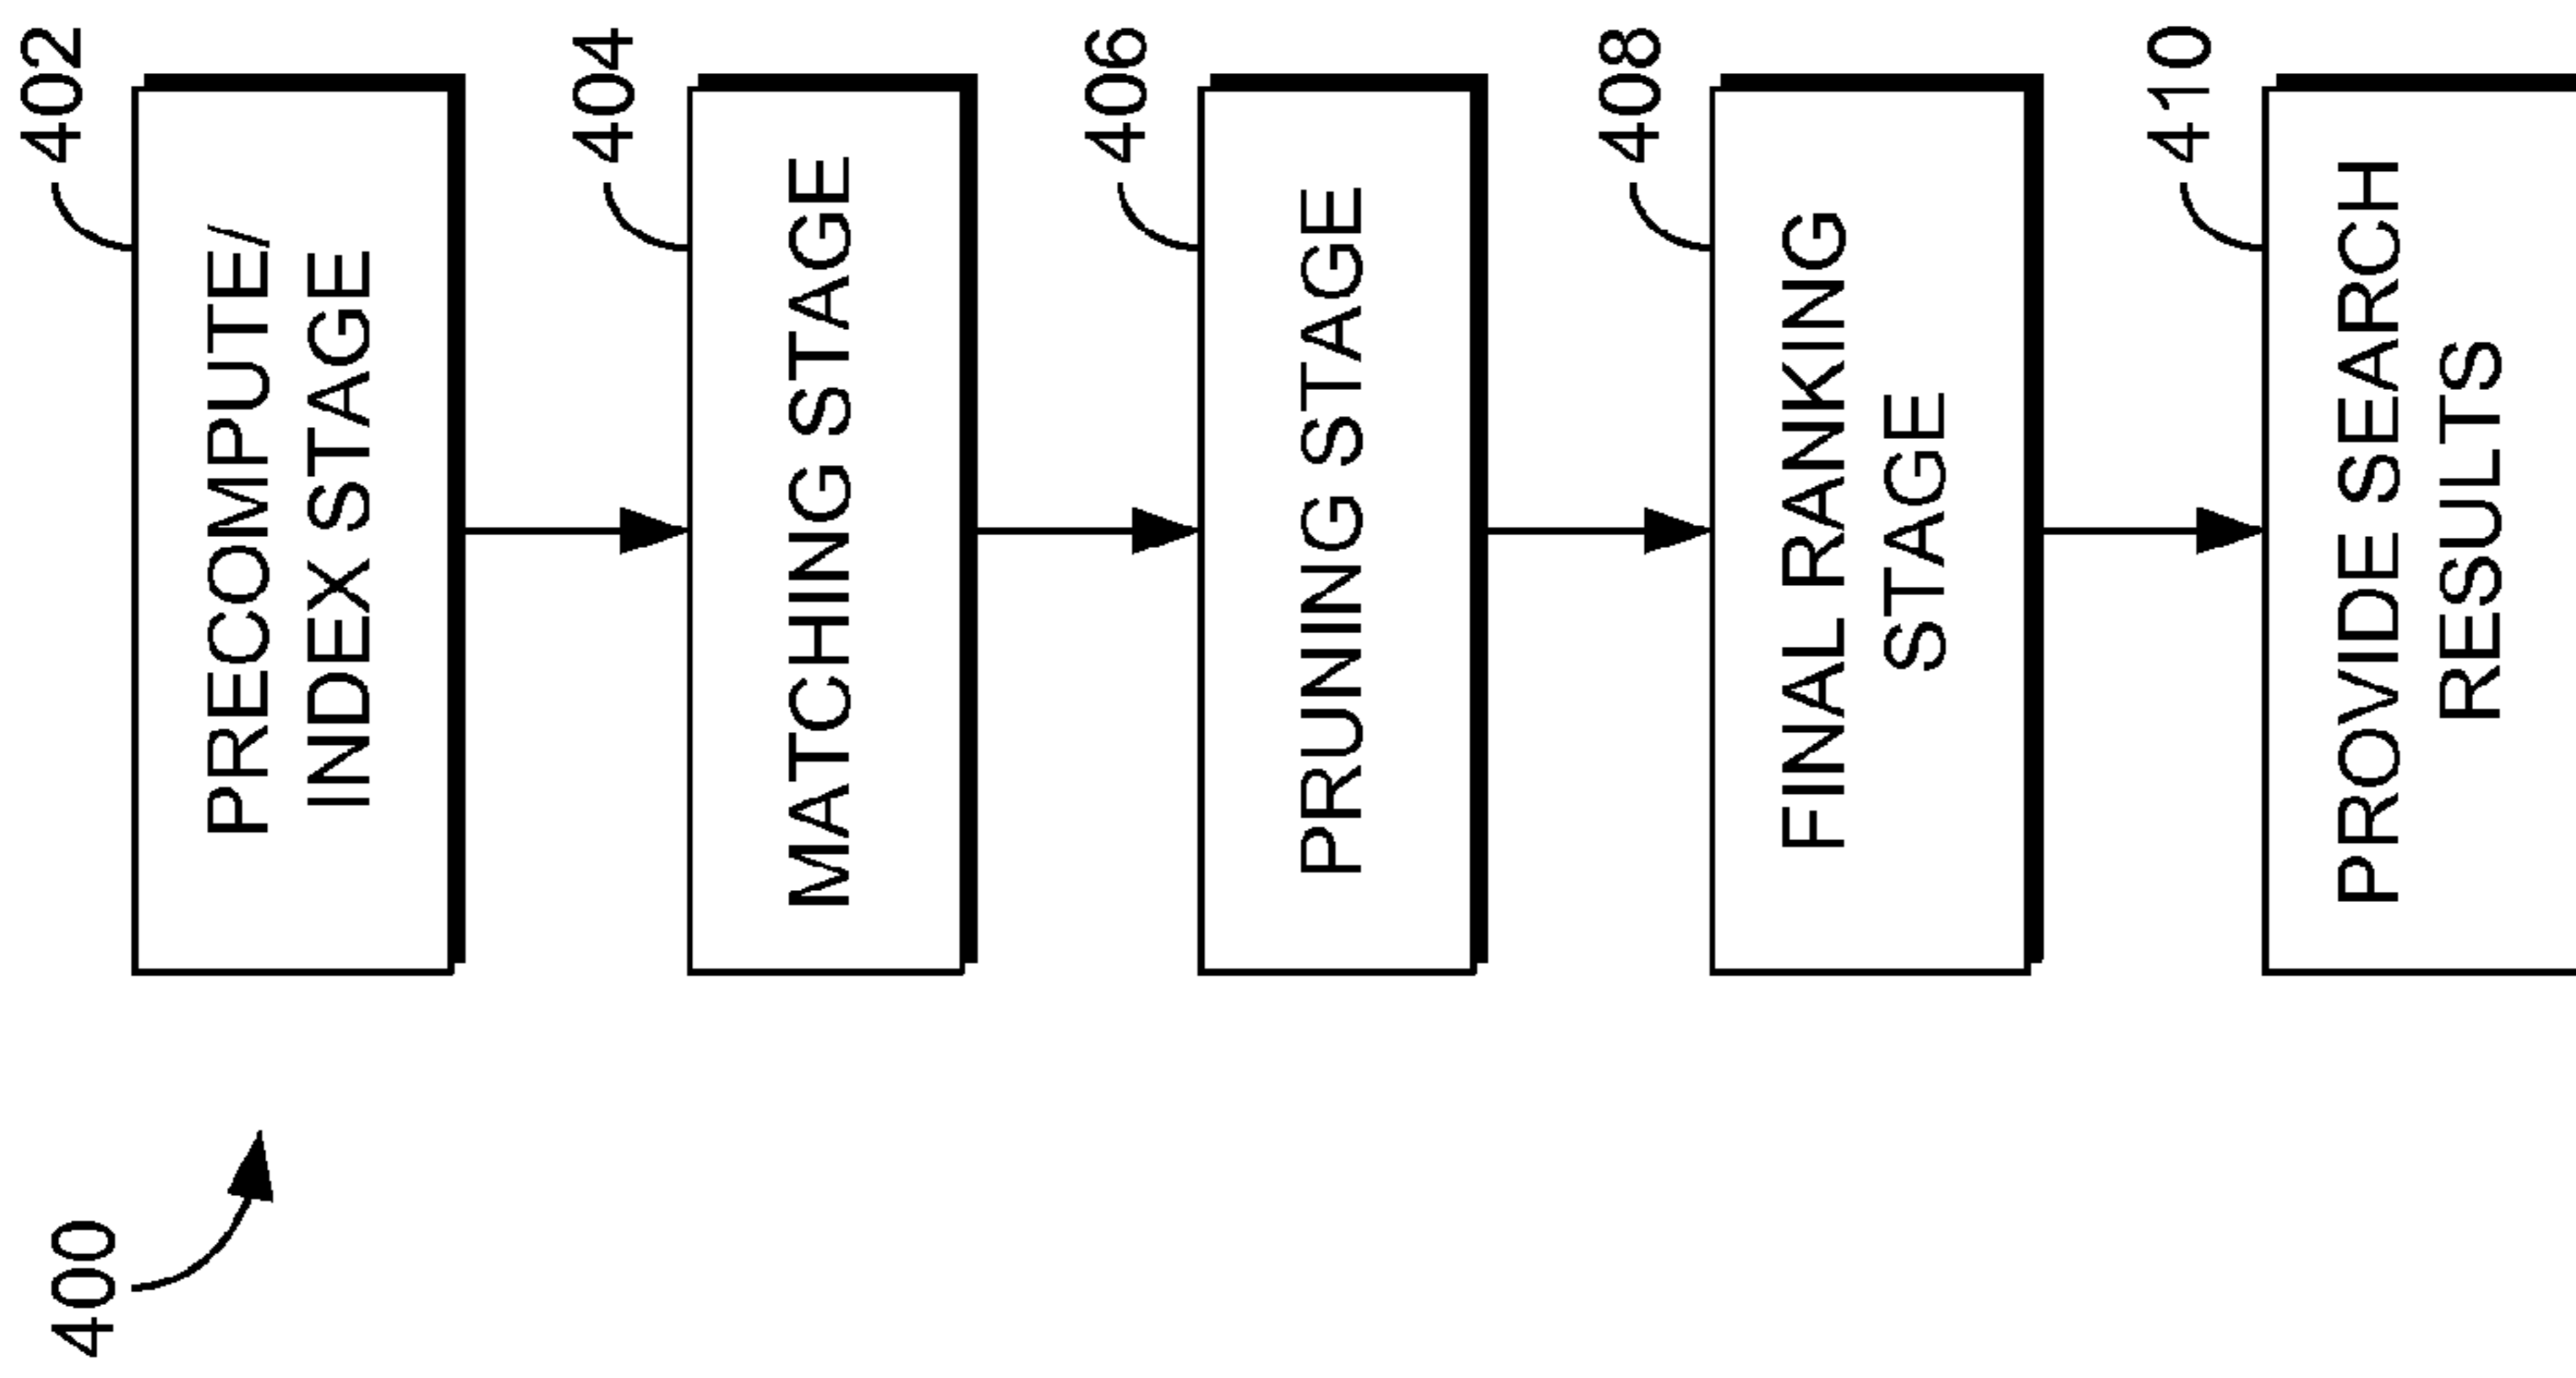 400
402
PRECOMPUTE/
INDEX STAGE
404
MATCHING STAGE
406
PRUNING STAGE
408
FINAL RANKING
STAGE
410
PROVIDE SEARCH
RESULTS